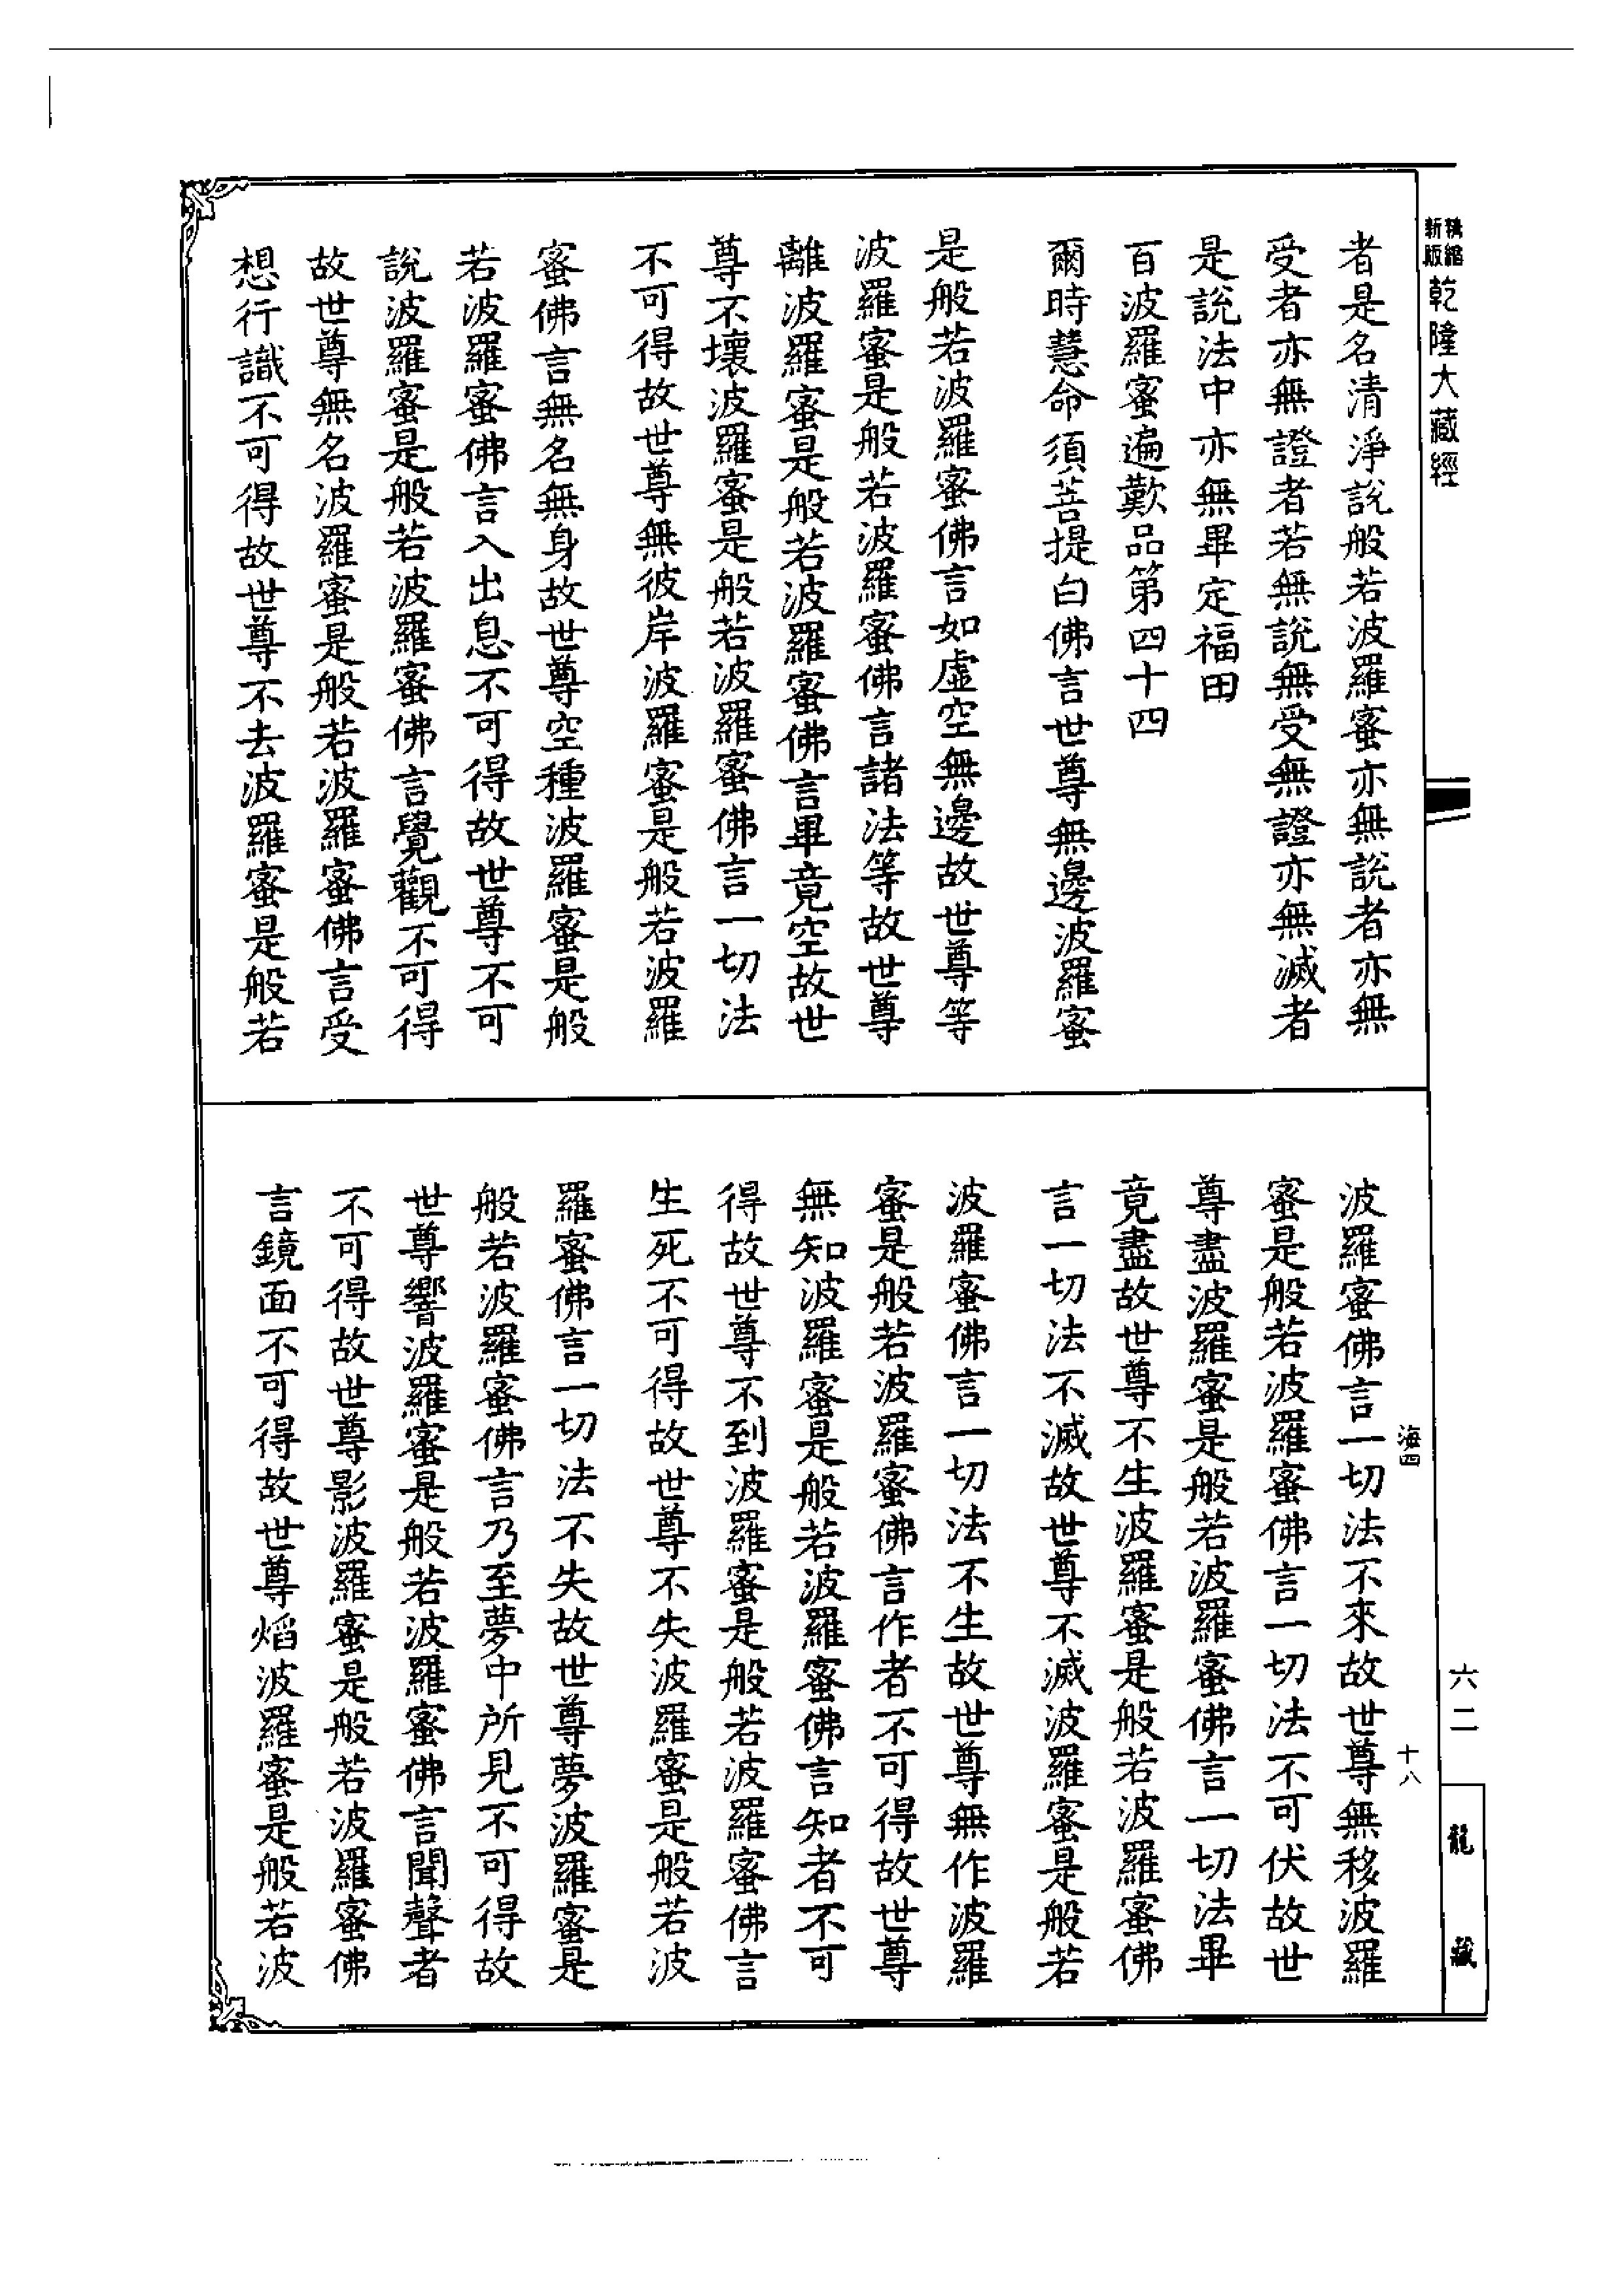 新版精縮
乾隆大藏經
者是名清淨說般若波羅蜜亦無說者亦無
受者亦無證者若無說無受無證亦無滅者
是說法中亦無畢定福田
百波羅蜜遍歎品第四十四
爾時慧命須菩提白佛言世尊無邊波羅蜜
是般若波羅蜜佛言如虛空無邊故世尊等
波羅蜜是般若波羅蜜佛言諸法等故世尊
離波羅蜜是般若波羅蜜佛言畢竟空故世
尊不壞波羅蜜是般若波羅蜜佛言一切法
不可得故世尊無彼岸波羅蜜是般若波羅
蜜佛言無名無身故世尊空種波羅蜜是般
若波羅蜜佛言入出息不可得故世尊不可
說波羅蜜是般若波羅蜜佛言覺觀不可得
故世尊無名波羅蜜是般若波羅蜜佛言受
想行識不可得故世尊不去波羅蜜是般若
海四
十八
波羅蜜佛言一切法不來故世尊無移波羅
蜜是般若波羅蜜佛言一切法不可伏故世
尊盡波羅蜜是般若波羅蜜佛言一切法畢
竟盡故世尊不生波羅蜜是般若波羅蜜佛
言一切法不滅故世尊不滅波羅蜜是般若
波羅蜜佛言一切法不生故世尊無作波羅
蜜是般若波羅蜜佛言作者不可得故世尊
無知波羅蜜是般若波羅蜜佛言知者不可
得故世尊不到波羅蜜是般若波羅蜜佛言
生死不可得故世尊不失波羅蜜是般若波
羅蜜佛言一切法不失故世尊夢波羅蜜是
般若波羅蜜佛言乃至夢中所見不可得故
世尊響波羅蜜是般若波羅蜜佛言聞聲者
不可得故世尊影波羅蜜是般若波羅蜜佛
言鏡面不可得故世尊焰波羅蜜是般若波
六二
龍藏